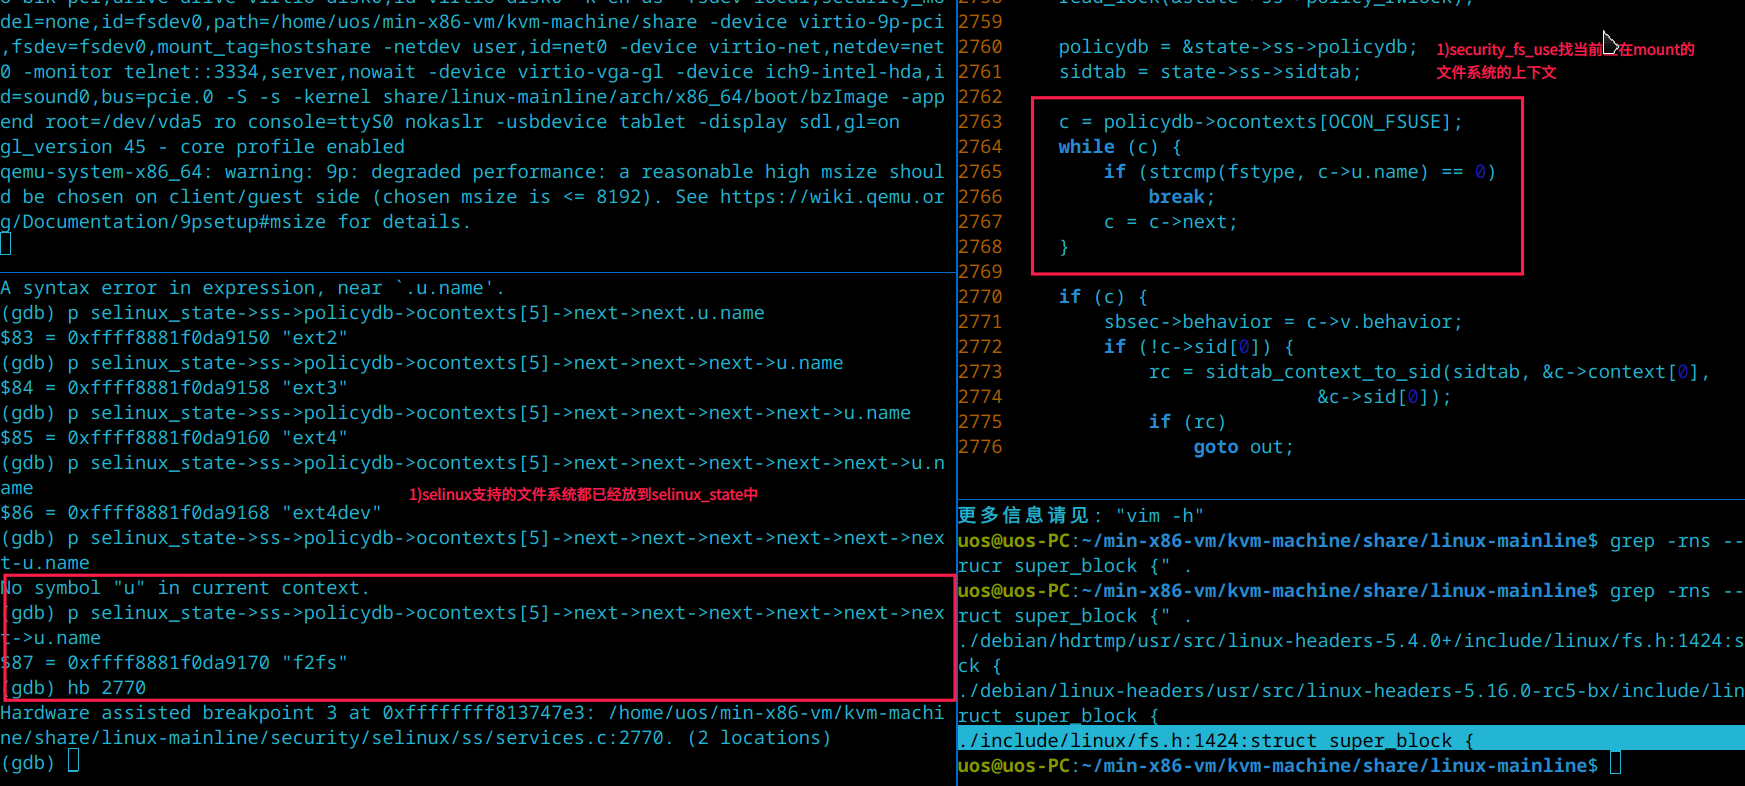 del=none,id=fsdev0,path=/home/uos/min-x86-vm/kvm-machine/share -device virtio-9p-pci
,fsdev=fsdev0,mount_tag=hostshare -netdev user,id=net0 -device virtio-net,netdev=net
0 -monitor telnet::3334,server,nowait -device virtio-vga-gl -device ich9-intel-hda,i
d=sound0,bus=pcie.0 -S -s -kernel share/linux-mainline/arch/x86_64/boot/bzImage -app
end root=/dev/vda5 ro console=ttyS0 nokaslr -usbdevice tablet -display sdl,gl=on
gl_version 45 - core profile enabled
qemu-system-x86_64: warning: 9p: degraded performance: a reasonable high msize shoul
d be chosen on client/guest side (chosen msize is <= 8192). See https://wiki.qemu.or
g/Documentation/9psetup#msize for details.
A syntax error in expression, near `.u.name'.
(gdb) p selinux_state->ss->policydb->ocontexts[5]->next->next.u.name
$83 = 0xffff8881f0da9150 "ext2"
(gdb) p selinux_state->ss->policydb->ocontexts[5]->next->next->next->u.name
$84 = 0xffff8881f0da9158 "ext3"
(gdb) p selinux_state->ss->policydb->ocontexts[5]->next->next->next->next->u.name
$85 = 0xffff8881f0da9160 "ext4"
(gdb) p selinux_state->ss->policydb->ocontexts[5]->next->next->next->next->next->u.n
ame
1)selinux支持的文件系统都已经放到selinux_state中
$86 = 0xffff8881f0da9168 "ext4dev"
(gdb) p selinux_state->ss->policydb->ocontexts[5]->next->next->next->next->next->nex
t-u.name
No symbol "u" in current context.
(gdb) p selinux_state->ss->policydb->ocontexts[5]->next->next->next->next->next->nex
t->u.name
$87 = 0xffff8881f0da9170 "f2fs"
(gdb) hb 2770
Hardware assisted breakpoint 3 at 0xffffffff813747e3: /home/uos/min-x86-vm/kvm-machi
ne/share/linux-mainline/security/selinux/ss/services.c:2770. (2 locations)
(gdb)
2759
2760 policydb = &state->ss->policydb;
1)security_fs_use找当前 在mount的
文件系统的上下文
2761 sidtab = state->ss->sidtab;
2762
2763 c = policydb->ocontexts[OCON_FSUSE];
2764 while (c) {
2765 if (strcmp(fstype, c->u.name) == 0)
2766 break;
2767 c = c->next;
2768 }
2769
2770 if (c) {
2771 sbsec->behavior = c->v.behavior;
2772 if (!c->sid[0]) {
2773 rc = sidtab_context_to_sid(sidtab, &c->context[0],
2774 &c->sid[0]);
2775 if (rc)
2776 goto out;
更多信息请见: "vim -h"
uos@uos-PC:~/min-x86-vm/kvm-machine/share/linux-mainline$ grep -rns --
rucr super_block {" .
uos@uos-PC:~/min-x86-vm/kvm-machine/share/linux-mainline$ grep -rns --
ruct super_block {" .
./debian/hdrtmp/usr/src/linux-headers-5.4.0+/include/linux/fs.h:1424:s
ck {
./debian/linux-headers/usr/src/linux-headers-5.16.0-rc5-bx/include/lin
ruct super_block {
./include/linux/fs.h:1424:struct super_block {
uos@uos-PC:~/min-x86-vm/kvm-machine/share/linux-mainline$